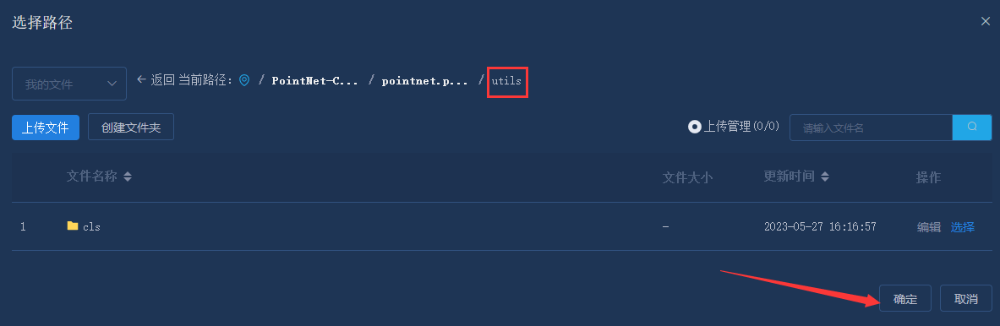 选择路径
我的文件 返回 当前路径： / PointNet-C... / pointnet.p... / utils
上传文件 创建文件夹 上传管理(0/0) 请输入文件名
文件名称 文件大小 更新时间 操作
1 cls - 2023-05-27 16:16:57 编辑 选择
确定 取消